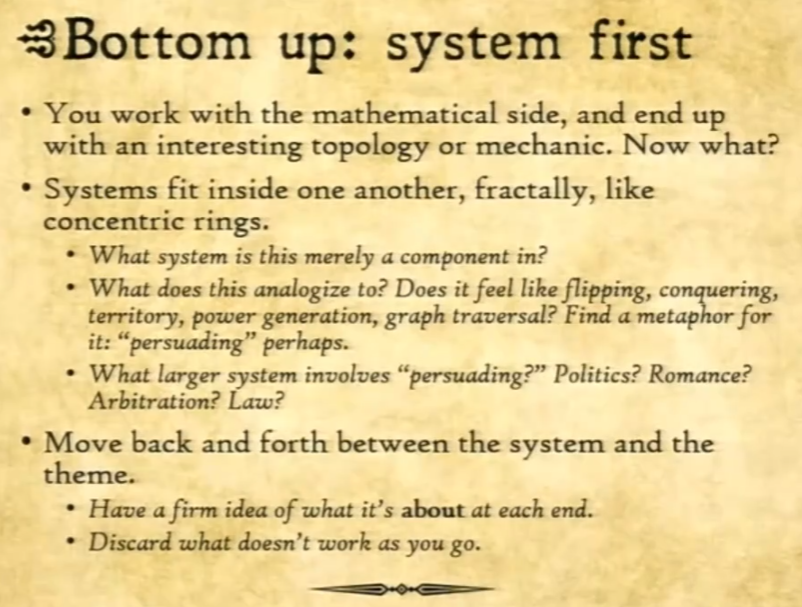 Bottom up: system first
• You work with the mathematical side, and end up
with an interesting topology or mechanic. Now what?
• Systems fit inside one another, fractally, like
concentric rings.
• What system is this merely a component in?
• What does this analogize to? Does it feel like flipping, conquering,
territory, power generation, graph traversal? Find a metaphor for
it: “persuading” perhaps.
• What larger system involves “persuading?” Politics? Romance?
Arbitration? Law?
• Move back and forth between the system and the
theme.
• Have a firm idea of what it’s about at each end.
• Discard what doesn’t work as you go.